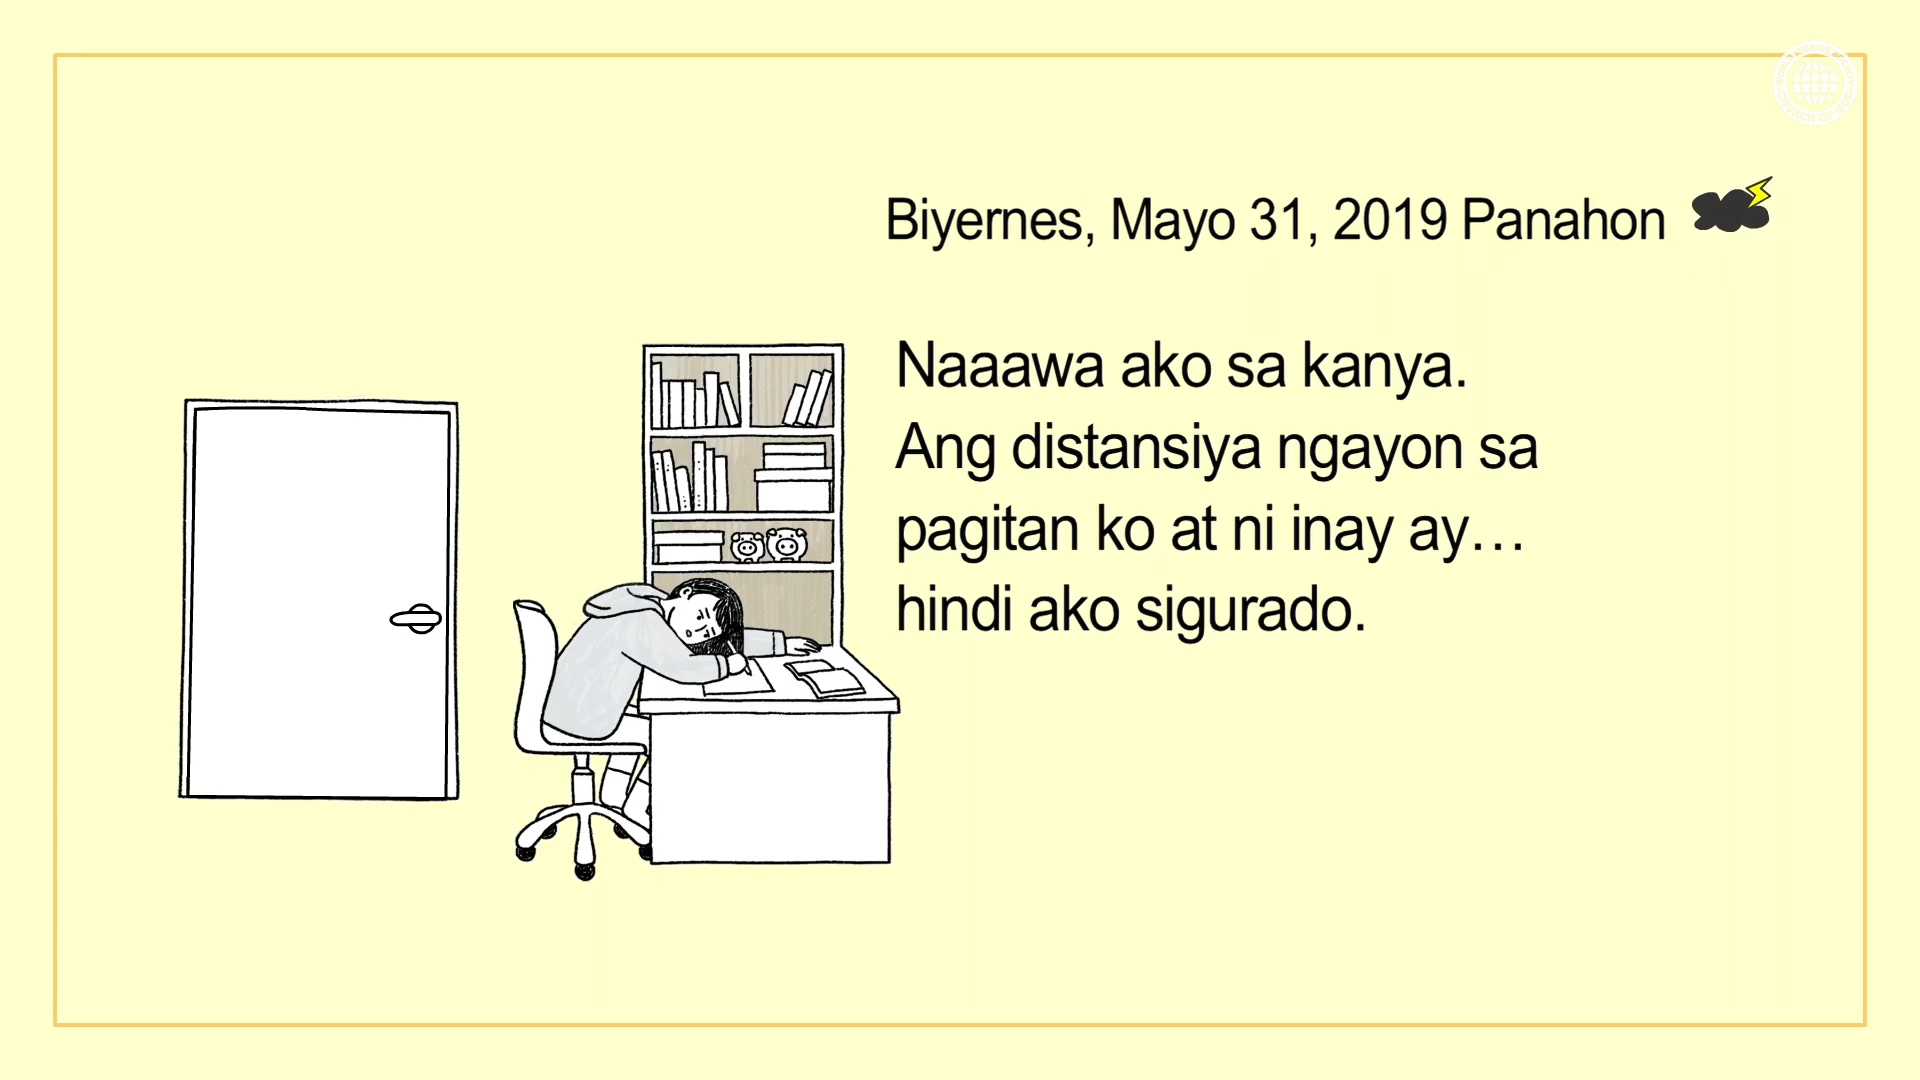 Biyernes, Mayo 31, 2019 Panahon
Naaawa ako sa kanya.
Ang distansiya ngayon sa
pagitan ko at ni inay ay…
hindi ako sigurado.